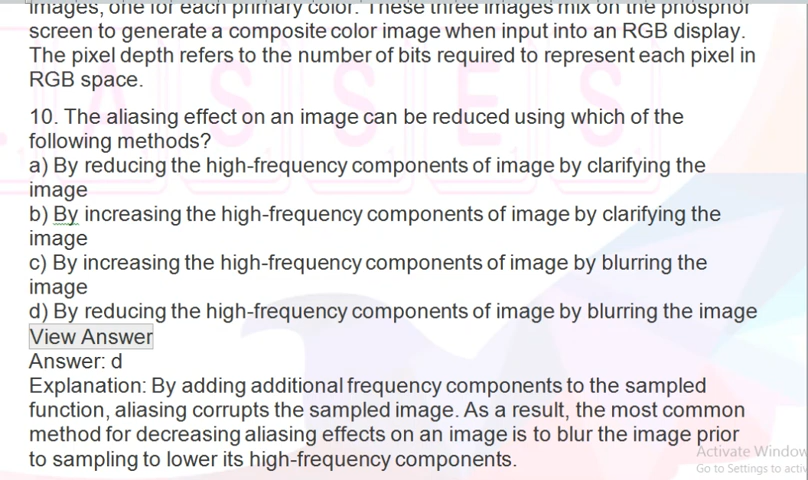 images, one for each primary color. These three images mix on the phosphor
screen to generate a composite color image when input into an RGB display.
The pixel depth refers to the number of bits required to represent each pixel in
RGB space.
10. The aliasing effect on an image can be reduced using which of the
following methods?
a) By reducing the high-frequency components of image by clarifying the
image
b) By increasing the high-frequency components of image by clarifying the
image
c) By increasing the high-frequency components of image by blurring the
image
d) By reducing the high-frequency components of image by blurring the image
View Answer
Answer: d
Explanation: By adding additional frequency components to the sampled
function, aliasing corrupts the sampled image. As a result, the most common
method for decreasing aliasing effects on an image is to blur the image prior
to sampling to lower its high-frequency components.
Activate Window
Go to Settings to activ
L A S S E S